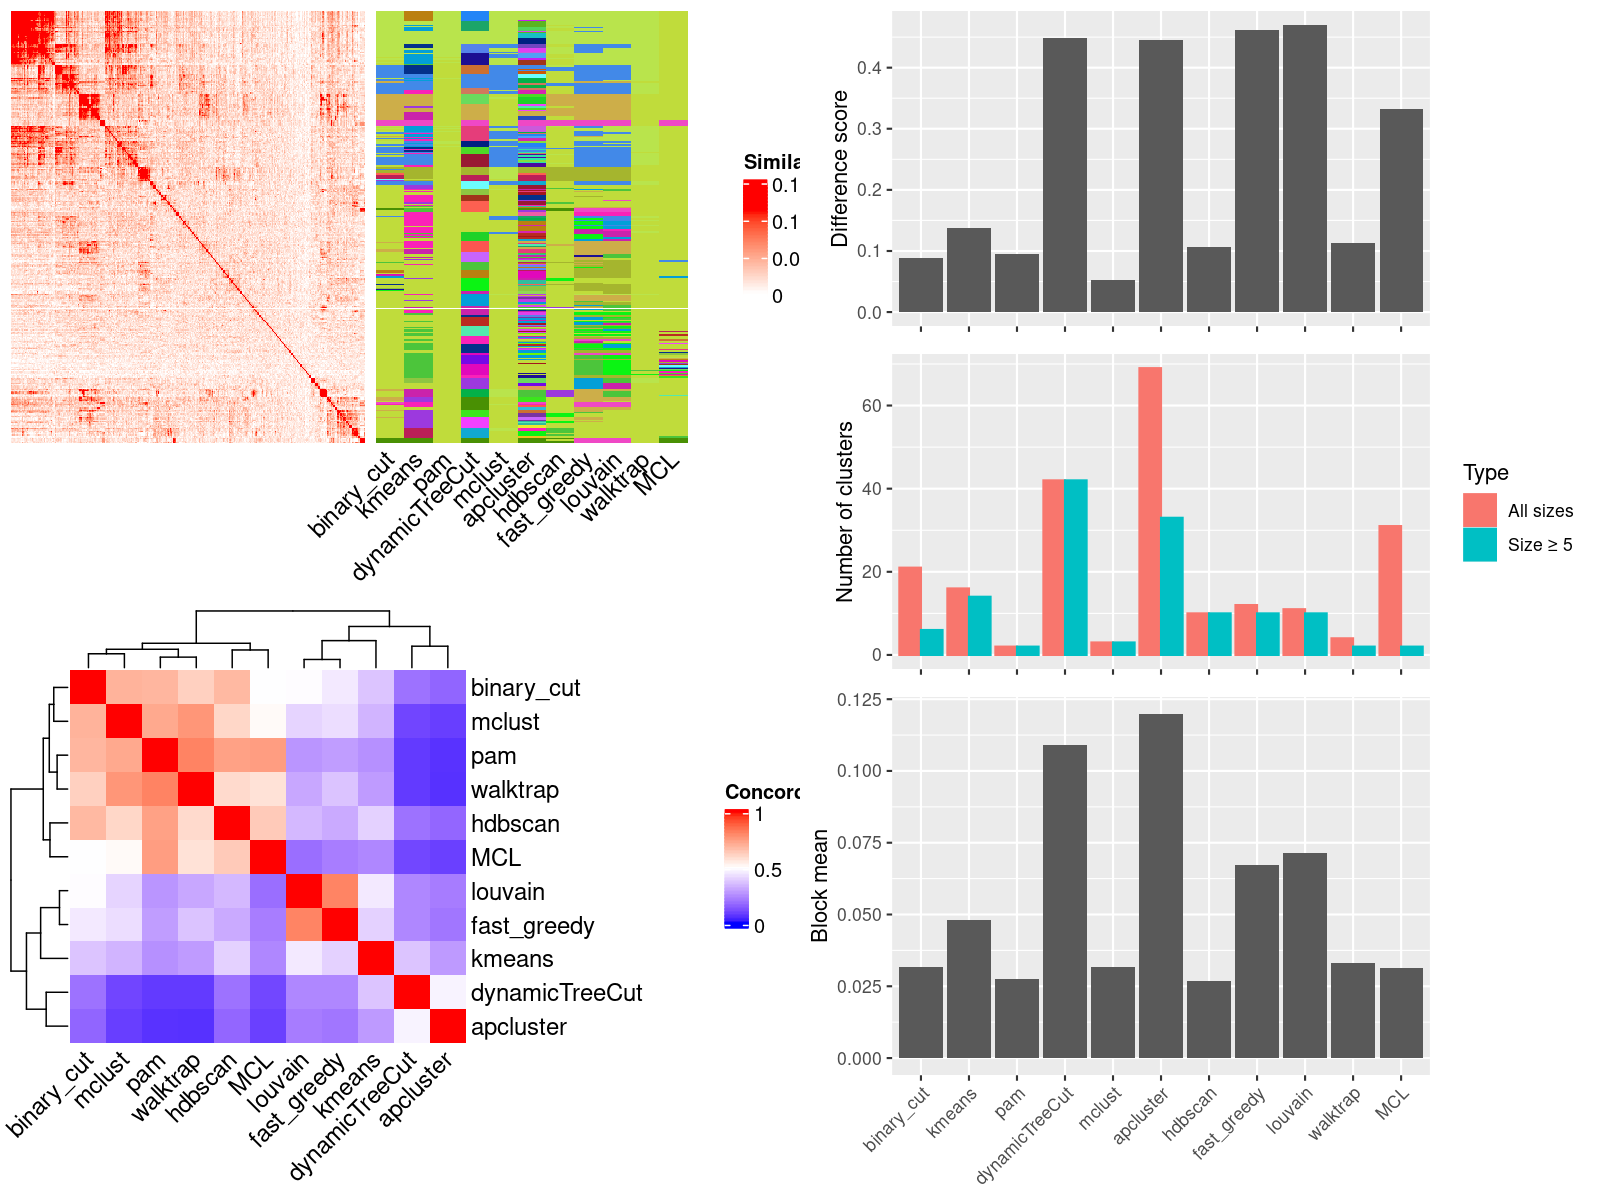 Simila
0.1
0.1
0.0
0
binary_cut
kmeans
pam
dynamicTreeCut
mclust
apcluster
hdbscan
fast_greedy
louvain
walktrap
MCL
binary_cut
mclust
pam
walktrap
hdbscan
MCL
louvain
fast_greedy
kmeans
dynamicTreeCut
apcluster
binary_cut
mclust
pam
walktrap
hdbscan
MCL
louvain
fast_greedy
kmeans
dynamicTreeCut
apcluster
Concord
1
0.5
0
Difference score
0.4
0.3
0.2
0.1
0.0
Number of clusters
60
40
20
0
Type
All sizes
Size ≥ 5
Block mean
0.125
0.100
0.075
0.050
0.025
0.000
binary_cut
kmeans
pam
dynamicTreeCut
mclust
apcluster
hdbscan
fast_greedy
louvain
walktrap
MCL